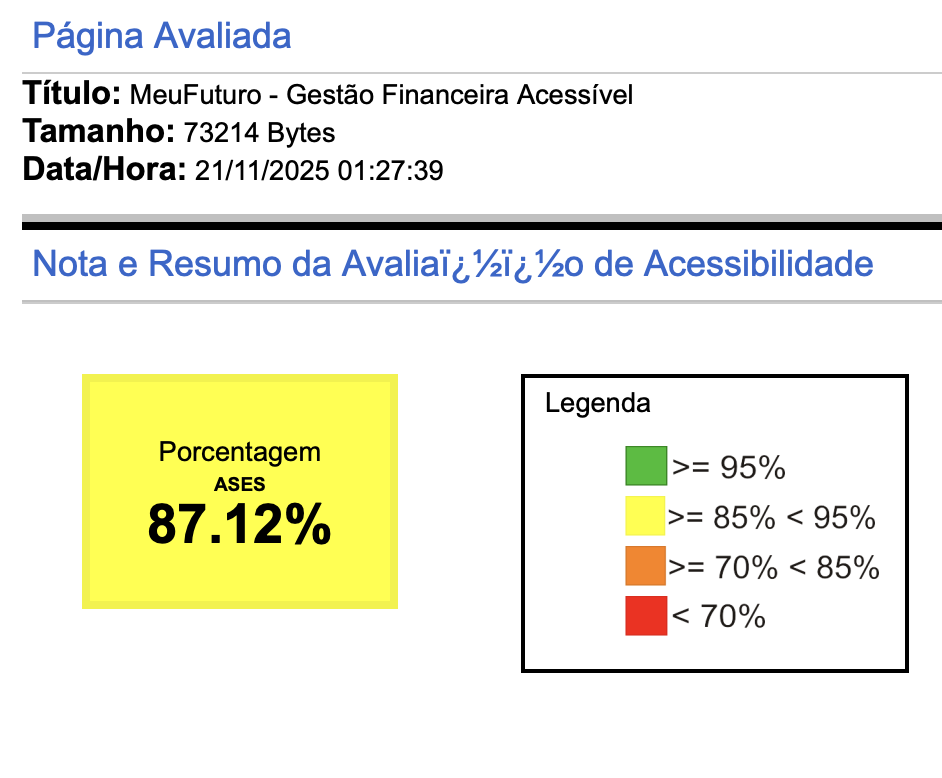 Página Avaliada
Título: MeuFuturo - Gestão Financeira Acessível
Tamanho: 73214 Bytes
Data/Hora: 21/11/2025 01:27:39
Nota e Resumo da Avaliaï¿½ï¿½o de Acessibilidade
Porcentagem
ASES
87.12%
Legenda
>= 95%
>= 85% < 95%
>= 70% < 85%
< 70%